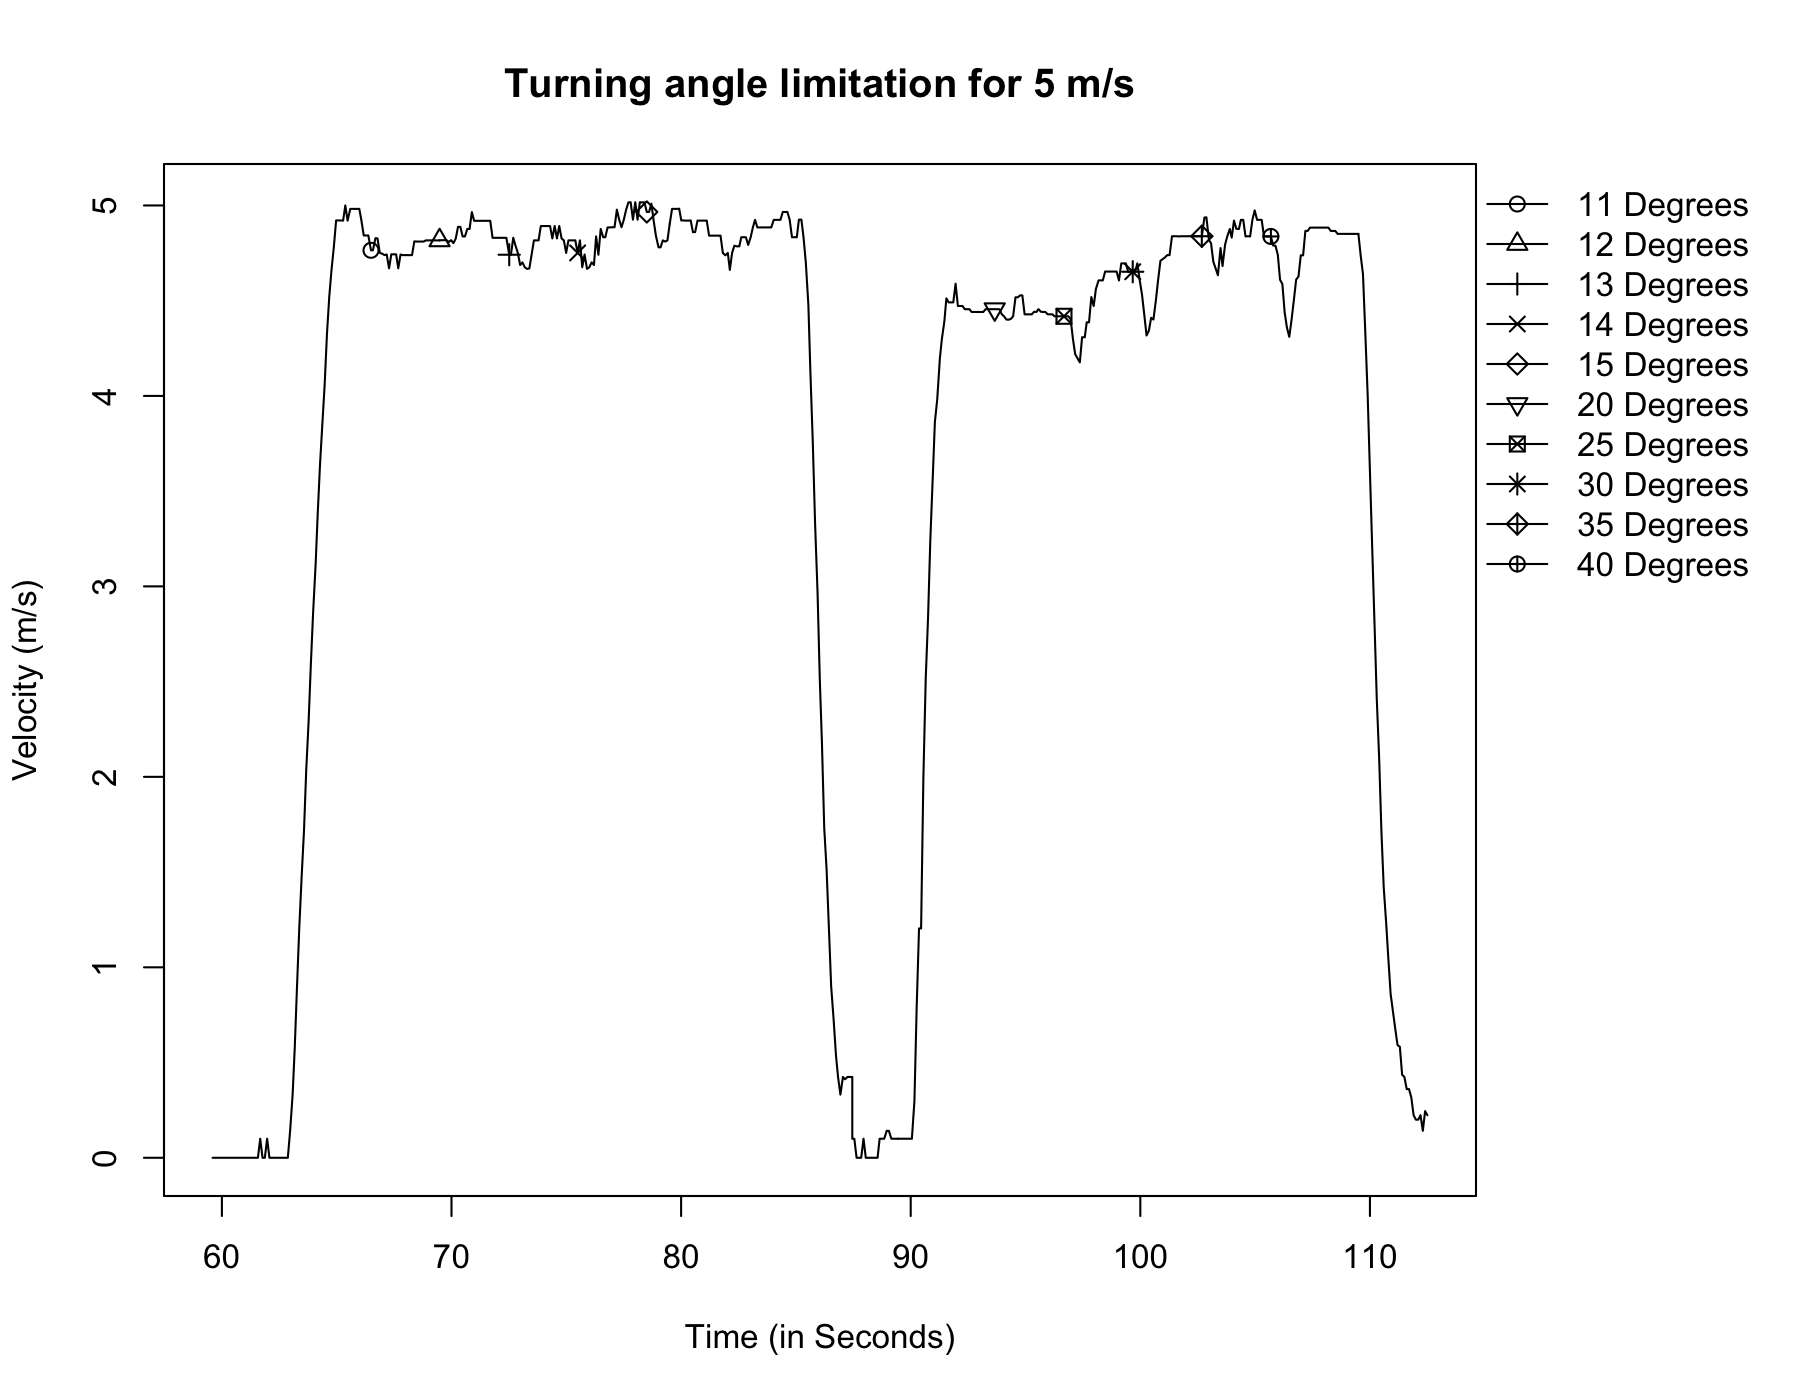 Turning angle limitation for 5 m/s
Velocity (m/s)
5
4
3
2
1
0
60 70 80 90 100 110
Time (in Seconds)
11 Degrees
12 Degrees
13 Degrees
14 Degrees
15 Degrees
20 Degrees
25 Degrees
30 Degrees
35 Degrees
40 Degrees